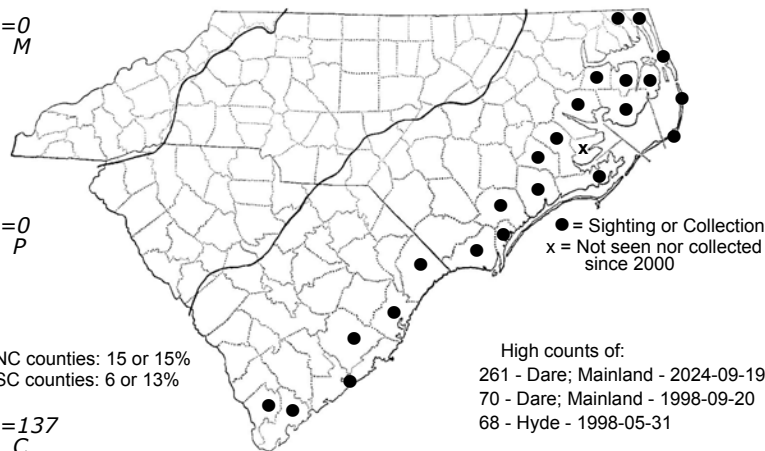 =0
M
=0
P
● = Sighting or Collection
x = Not seen nor collected
since 2000
x
NC counties: 15 or 15%
SC counties: 6 or 13%
High counts of:
261 - Dare; Mainland - 2024-09-19
70 - Dare; Mainland - 1998-09-20
68 - Hyde - 1998-05-31
=137
C